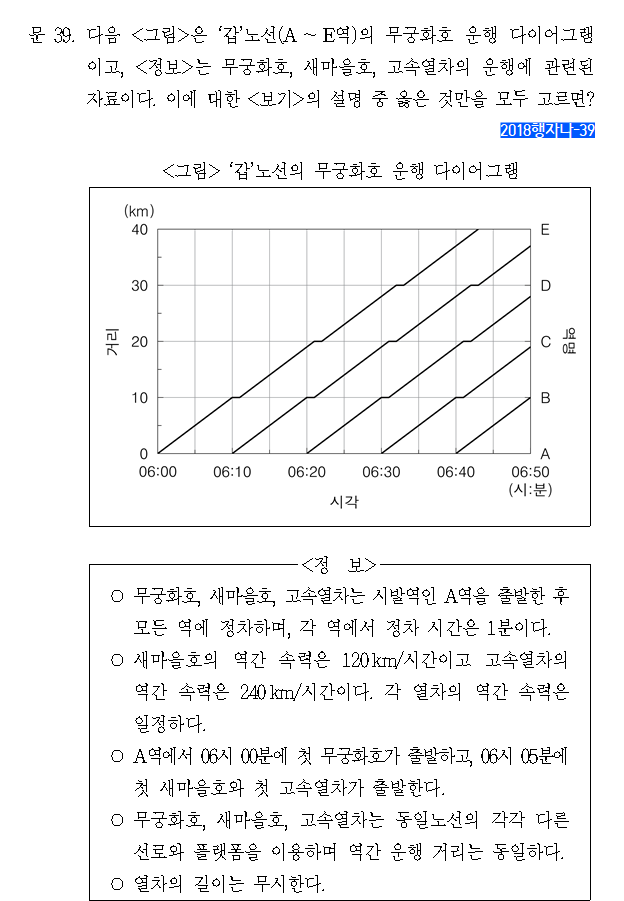 문 39. 다음 <그림>은 ‘갑’노선(A ~ E역)의 무궁화호 운행 다이어그램
이고, <정보>는 무궁화호, 새마을호, 고속열차의 운행에 관련된
자료이다. 이에 대한 <보기>의 설명 중 옳은 것만을 모두 고르면?
2018행자나-39
<그림> ‘갑’노선의 무궁화호 운행 다이어그램
(km)
40 E
30 D
거리 역명
20 C
10 B
0 A
06:00 06:10 06:20 06:30 06:40 06:50
(시:분)
시각
<정 보>
○ 무궁화호, 새마을호, 고속열차는 시발역인 A역을 출발한 후
모든 역에 정차하며, 각 역에서 정차 시간은 1분이다.
○ 새마을호의 역간 속력은 120km/시간이고 고속열차의
역간 속력은 240km/시간이다. 각 열차의 역간 속력은
일정하다.
○ A역에서 06시 00분에 첫 무궁화호가 출발하고, 06시 05분에
첫 새마을호와 첫 고속열차가 출발한다.
○ 무궁화호, 새마을호, 고속열차는 동일노선의 각각 다른
선로와 플랫폼을 이용하며 역간 운행 거리는 동일하다.
○ 열차의 길이는 무시한다.